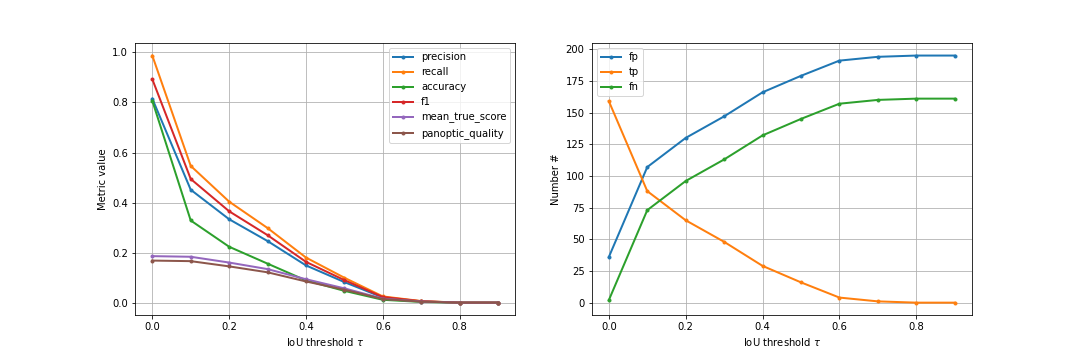 1.0
0.8
0.6
0.4
0.2
0.0
Metric value
0.0 0.2 0.4 0.6 0.8
IoU threshold τ
precision
recall
accuracy
f1
mean_true_score
panoptic_quality
200
175
150
125
100
75
50
25
0
Number #
0.0 0.2 0.4 0.6 0.8
IoU threshold τ
fp
tp
fn